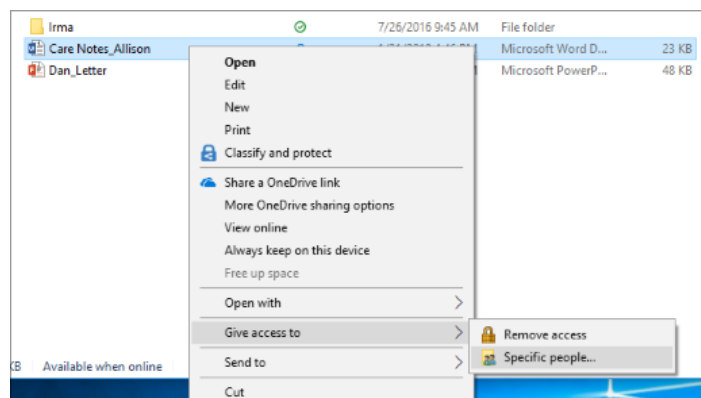 Irma 7/26/2016 9:45 AM File folder
Care Notes_Allison Microsoft Word D... 23 KB
Dan_Letter Microsoft PowerP... 48 KB
Open
Edit
New
Print
Classify and protect
Share a OneDrive link
More OneDrive sharing options
View online
Always keep on this device
Free up space
Open with
Give access to
Remove access
Specific people...
Send to
Cut
KB Available when online